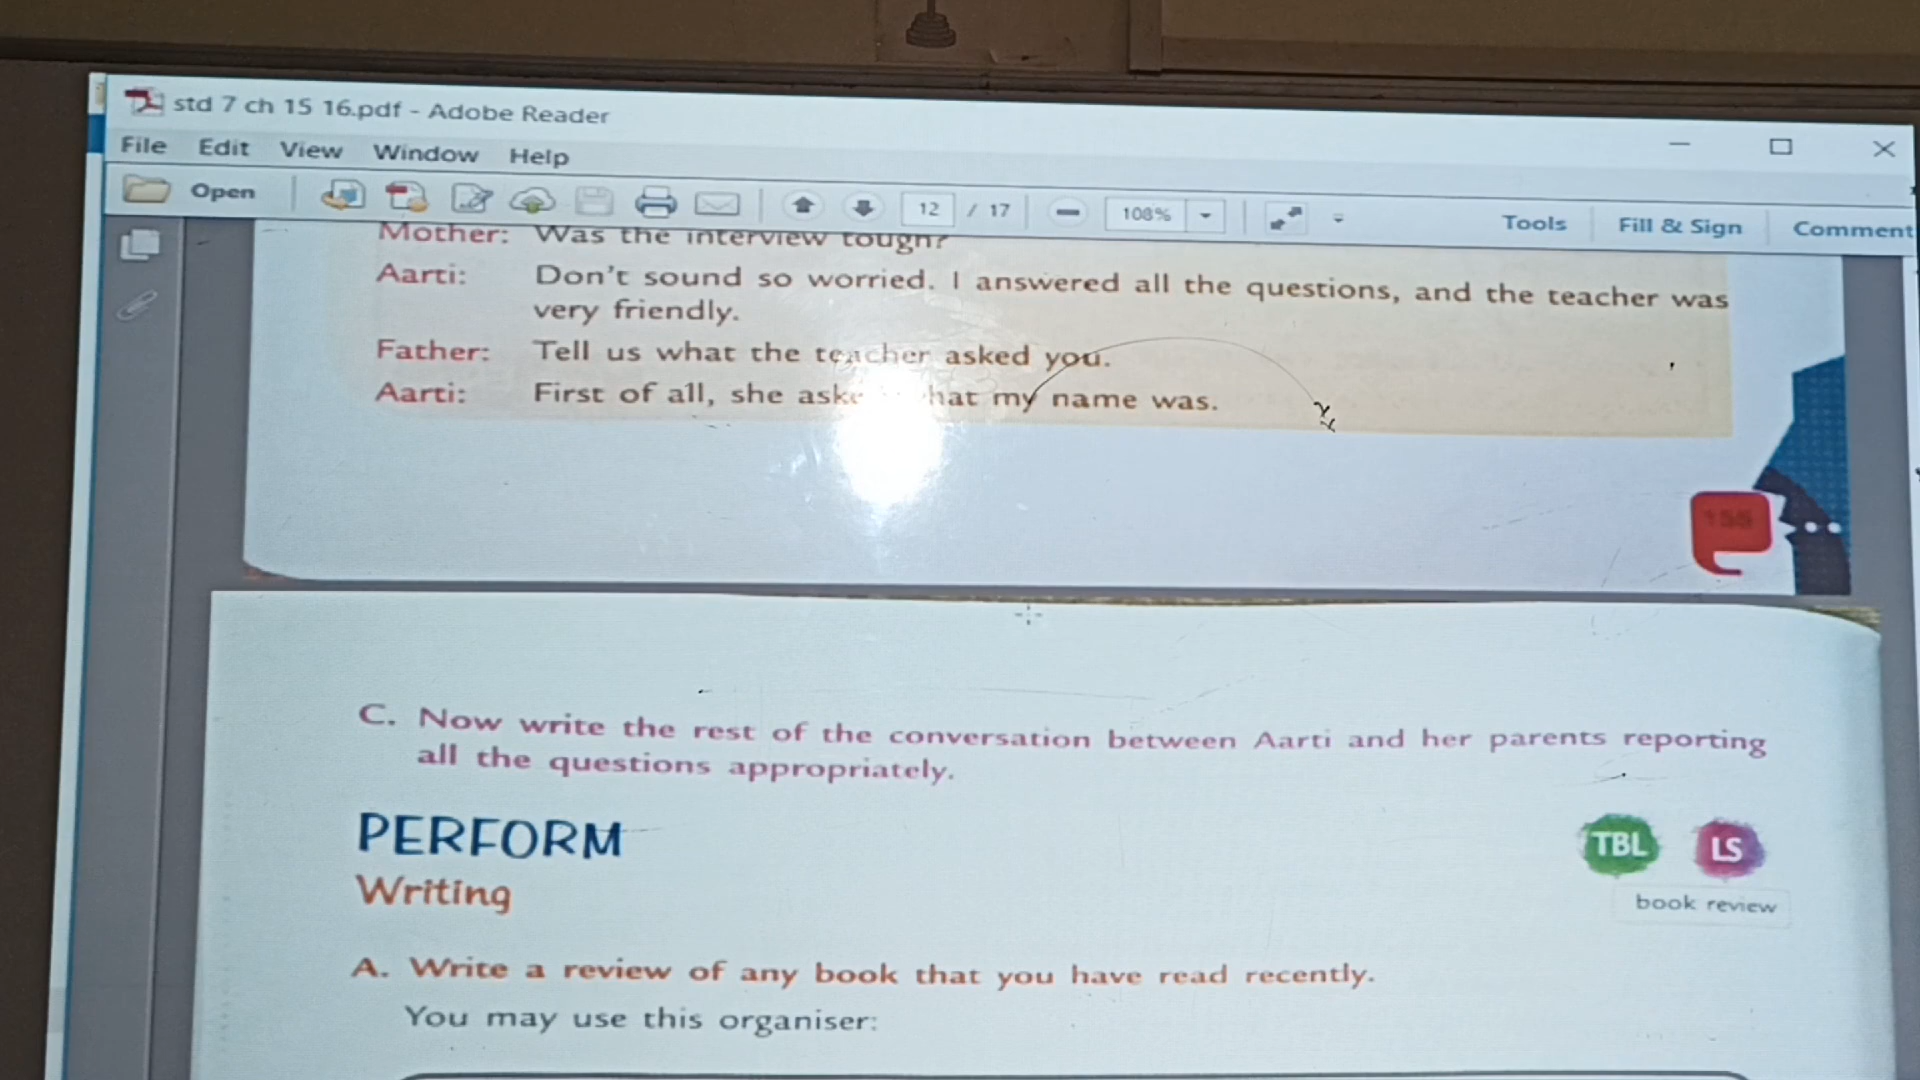 std 7 ch 15 16.pdf - Adobe Reader
File Edit View Window Help
Open 12 / 17 108% Tools Fill & Sign Comment
Mother: Was the interview tough?
Aarti: Don't sound so worried. I answered all the questions, and the teacher was
very friendly.
Father: Tell us what the teacher asked you.
Aarti: First of all, she my name was.
C. Now write the rest of the conversation between Aarti and her parents reporting
all the questions appropriately.
PERFORM
TBL LS
Writing
book review
A. Write a review of any book that you have read recently.
You may use this organiser: